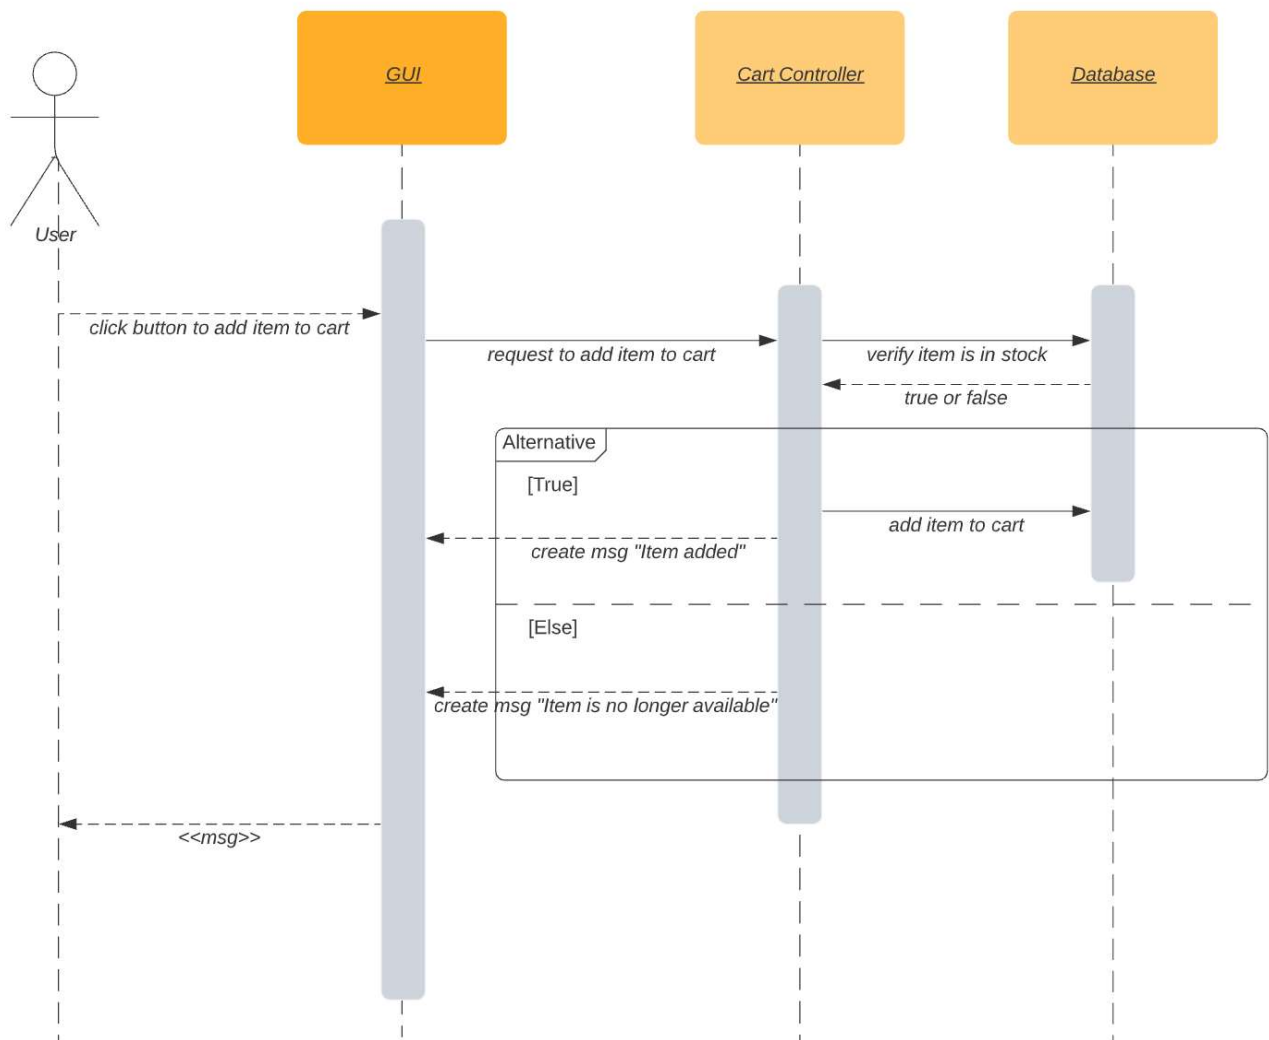 GUI
Cart Controller
Database
User
click button to add item to cart
request to add item to cart
verify item is in stock
true or false
Alternative
[True]
add item to cart
create msg "Item added"
[Else]
create msg "Item is no longer available"
<<msg>>